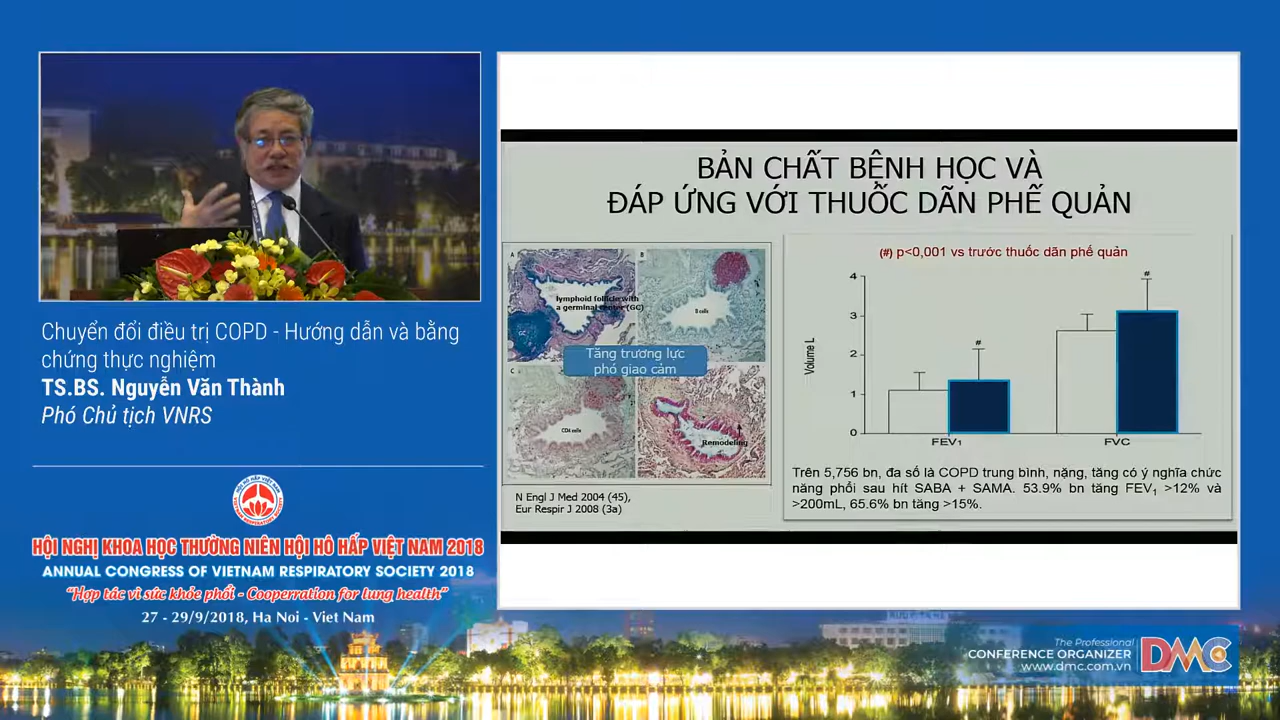 Chuyển đổi điều trị COPD - Hướng dẫn và bằng
chứng thực nghiệm
TS.BS. Nguyễn Văn Thành
Phó Chủ tịch VNRS
HỘI NGHỊ KHOA HỌC THƯỜNG NIÊN HỘI HÔ HẤP VIỆT NAM 2018
ANNUAL CONGRESS OF VIETNAM RESPIRATORY SOCIETY 2018
"Hợp tác vì sức khỏe phổi - Cooperration for lung health"
27 - 29/9/2018, Ha Noi - Viet Nam
BẢN CHẤT BỆNH HỌC VÀ
ĐÁP ỨNG VỚI THUỐC DÃN PHẾ QUẢN
A
B
lymphoid follicle with
a germinal center (GC)
GC
B cells
Tăng trương lực
phó giao cảm
C
D
CD4 cells
Remodeling
N Engl J Med 2004 (45),
Eur Respir J 2008 (3a)
(#) p<0,001 vs trước thuốc dãn phế quản
Volume L
4
3
2
1
0
#
#
FEV1
FVC
Trên 5,756 bn, đa số là COPD trung bình, nặng, tăng có ý nghĩa chức
năng phổi sau hít SABA + SAMA. 53.9% bn tăng FEV1 >12% và
>200mL, 65.6% bn tăng >15%.
The Professional
CONFERENCE ORGANIZER
www.dmc.com.vn
DMC